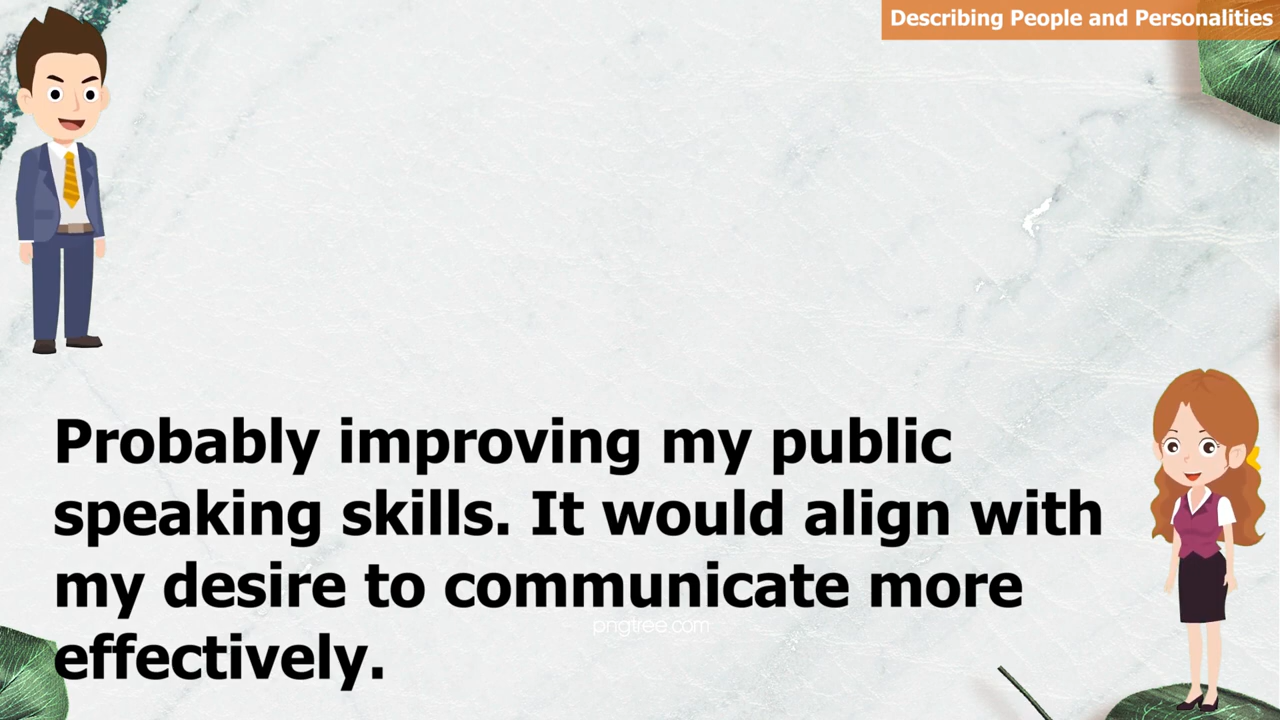 Describing People and Personalities
Probably improving my public
speaking skills. It would align with
my desire to communicate more
effectively.
pngtree.com